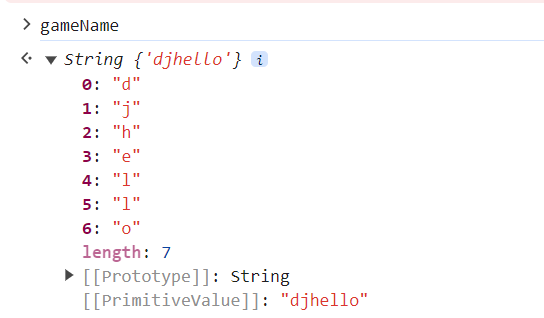 gameName
String {'djhello'} i
0: "d"
1: "j"
2: "h"
3: "e"
4: "l"
5: "l"
6: "o"
length: 7
[[Prototype]]: String
[[PrimitiveValue]]: "djhello"